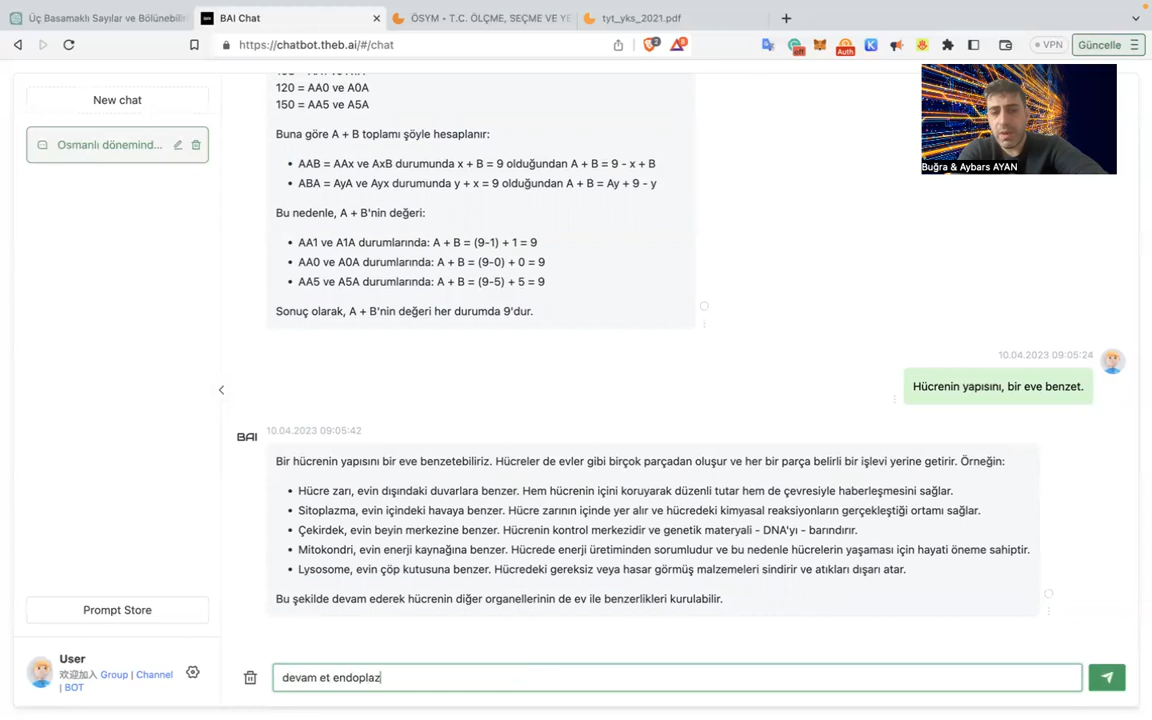 Üç Basamaklı Sayılar ve Bölünebilir
BAI Chat
ÖSYM • T.C. ÖLÇME, SEÇME VE YE
tyt_yks_2021.pdf
https://chatbot.theb.ai/#/chat
2
Auth
VPN
Güncelle
New chat
Osmanlı dönemind...
120 = AA0 ve A0A
150 = AA5 ve A5A
Buğra & Aybars AYAN
Buna göre A + B toplamı şöyle hesaplanır:
• AAB = AAx ve AxB durumunda x + B = 9 olduğundan A + B = 9 - x + B
• ABA = AyA ve Ayx durumunda y + x = 9 olduğundan A + B = Ay + 9 - y
Bu nedenle, A + B'nin değeri:
• AA1 ve A1A durumlarında: A + B = (9-1) + 1 = 9
• AA0 ve A0A durumlarında: A + B = (9-0) + 0 = 9
• AA5 ve A5A durumlarında: A + B = (9-5) + 5 = 9
Sonuç olarak, A + B'nin değeri her durumda 9'dur.
10.04.2023 09:05:24
Hücrenin yapısını, bir eve benzet.
BAI
10.04.2023 09:05:42
Bir hücrenin yapısını bir eve benzetebiliriz. Hücreler de evler gibi birçok parçadan oluşur ve her bir parça belirli bir işlevi yerine getirir. Örneğin:
• Hücre zarı, evin dışındaki duvarlara benzer. Hem hücrenin içini koruyarak düzenli tutar hem de çevresiyle haberleşmesini sağlar.
• Sitoplazma, evin içindeki havaya benzer. Hücre zarının içinde yer alır ve hücredeki kimyasal reaksiyonların gerçekleştiği ortamı sağlar.
• Çekirdek, evin beyin merkezine benzer. Hücrenin kontrol merkezidir ve genetik materyali - DNA'yı - barındırır.
• Mitokondri, evin enerji kaynağına benzer. Hücrede enerji üretiminden sorumludur ve bu nedenle hücrelerin yaşaması için hayati öneme sahiptir.
• Lysosome, evin çöp kutusuna benzer. Hücredeki gereksiz veya hasar görmüş malzemeleri sindirir ve atıkları dışarı atar.
Bu şekilde devam ederek hücrenin diğer organellerinin de ev ile benzerlikleri kurulabilir.
Prompt Store
User
欢迎加入 Group | Channel
| BOT
devam et endoplaz